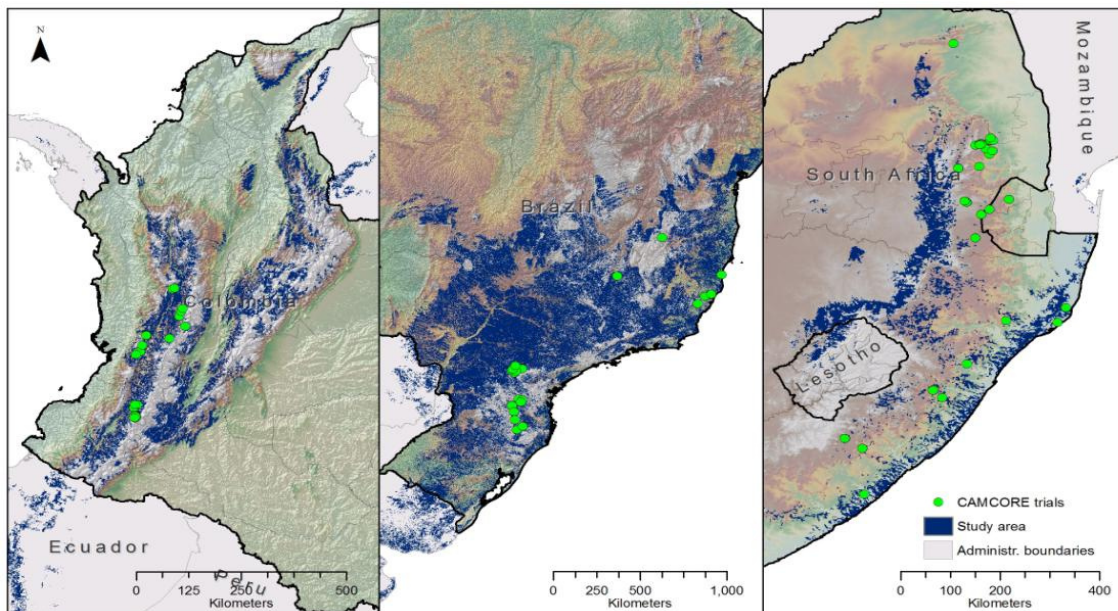 N
Colombia
Ecuador
Peru
0 125 250 500
Kilometers
Brazil
0 250 500 1,000
Kilometers
Mozambique
South Africa
Lesotho
CAMCORE trials
Study area
Administr. boundaries
0 100 200 400
Kilometers